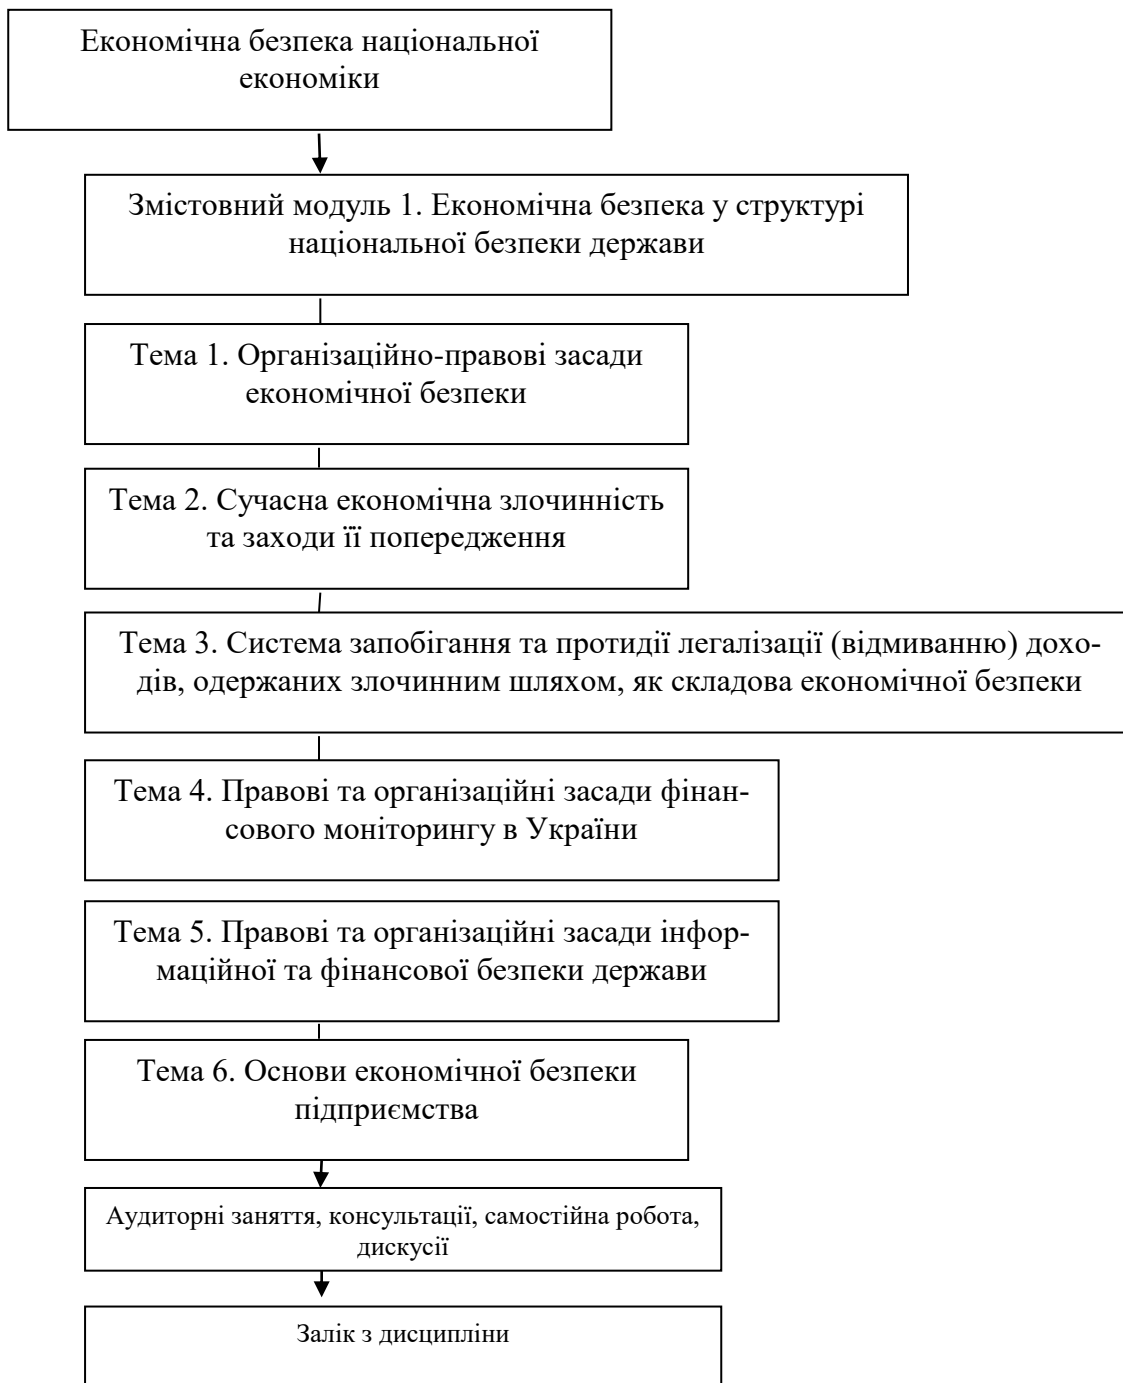 Економічна безпека національної
економіки
Змістовний модуль 1. Економічна безпека у структурі
національної безпеки держави
Тема 1. Організаційно-правові засади
економічної безпеки
Тема 2. Сучасна економічна злочинність
та заходи її попередження
Тема 3. Система запобігання та протидії легалізації (відмиванню) дохо-
дів, одержаних злочинним шляхом, як складова економічної безпеки
Тема 4. Правові та організаційні засади фінан-
сового моніторингу в України
Тема 5. Правові та організаційні засади інфор-
маційної та фінансової безпеки держави
Тема 6. Основи економічної безпеки
підприємства
Аудиторні заняття, консультації, самостійна робота,
дискусії
Залік з дисципліни